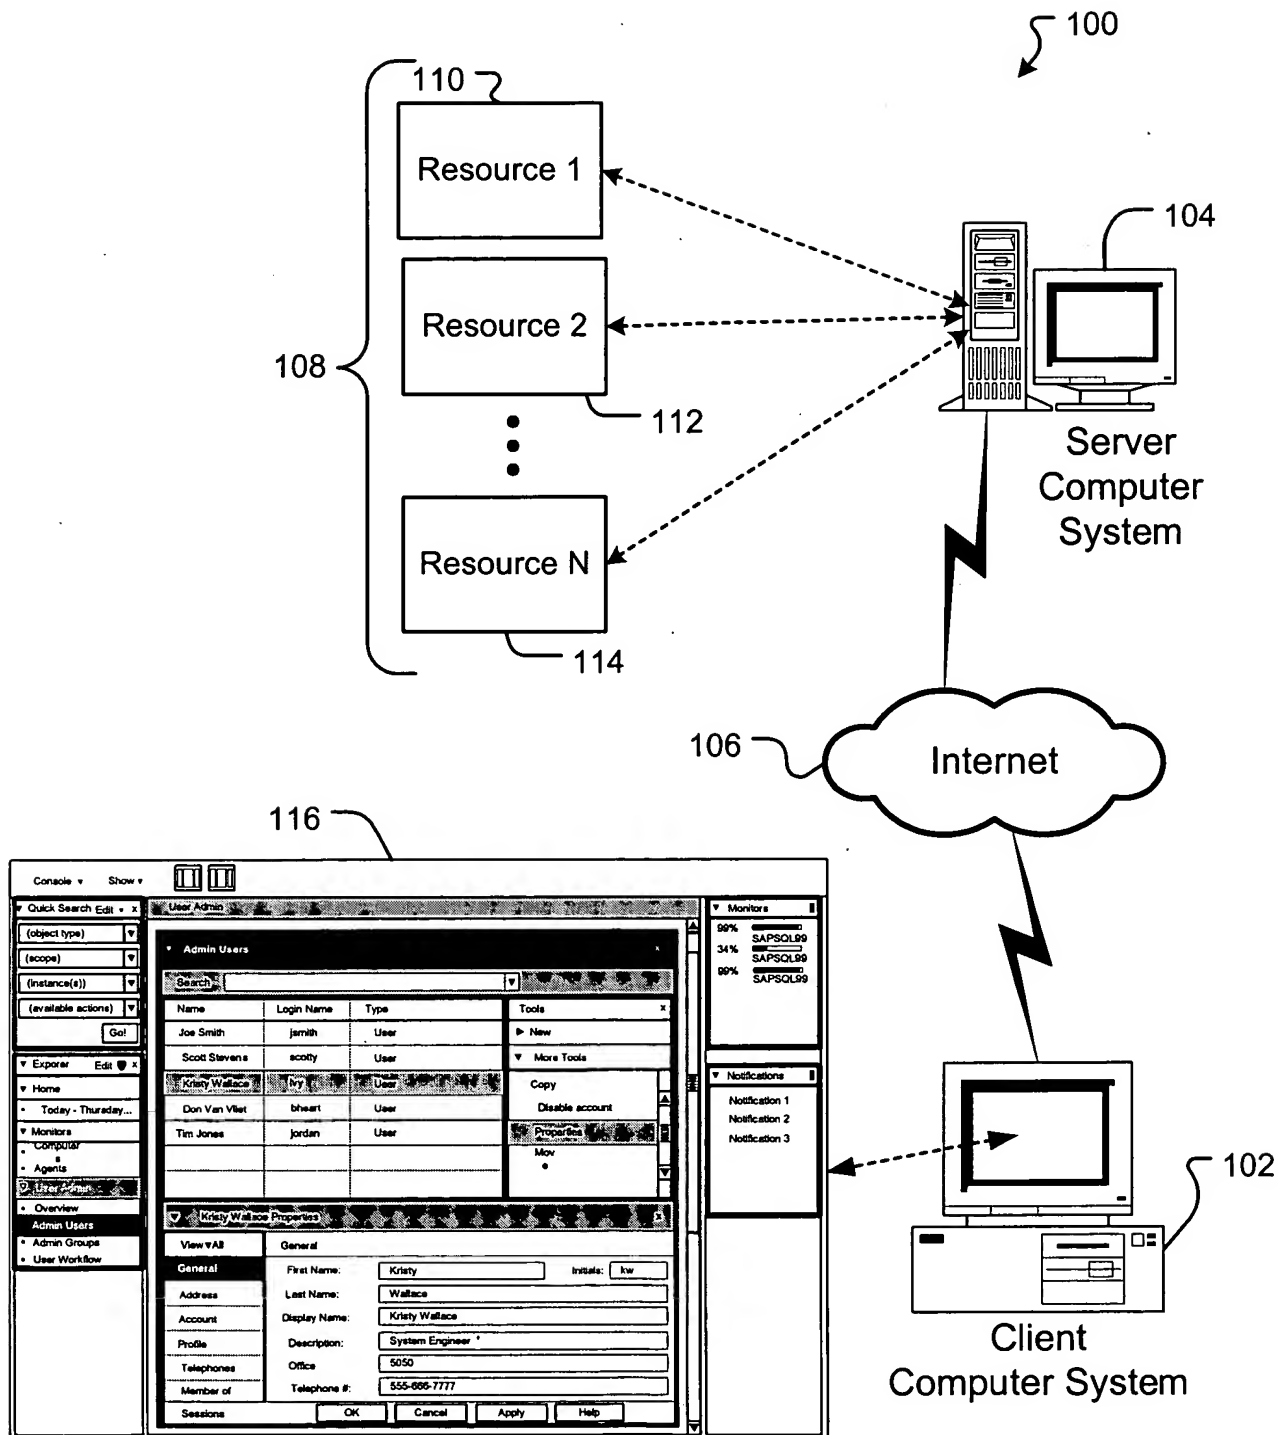 100
110
Resource 1
104
Resource 2
108
112
Server
Computer
System
Resource N
114
106
Internet
116
Console Show
Quick Search Edit x
(object type)
(scope)
(instance(s))
(available actions)
Go!
Exporer Edit x
Home
Today - Thursday...
Monitors
Computer
s
Agents
User Admin
Overview
Admin Users
Admin Groups
User Workflow
User Admin
Admin Users x
Search
Name Login Name Type
Joe Smith jsmith User
Scott Stevens scotty User
Kristy Wallace ivy User
Don Van Vliet bheart User
Tim Jones jordan User
Tools x
New
More Tools
Copy
Disable account
Properties
Mov
Kristy Wallace Properties x
View All
General
Address
Account
Profile
Telephones
Member of
Sessions
General
First Name: Kristy Initials: kw
Last Name: Wallace
Display Name: Kristy Wallace
Description: System Engineer
Office 5050
Telephone #: 555-666-7777
OK Cancel Apply Help
Monitors
99%
SAPSQL99
34%
SAPSQL99
99%
SAPSQL99
Notifications
Notification 1
Notification 2
Notification 3
102
Client
Computer System